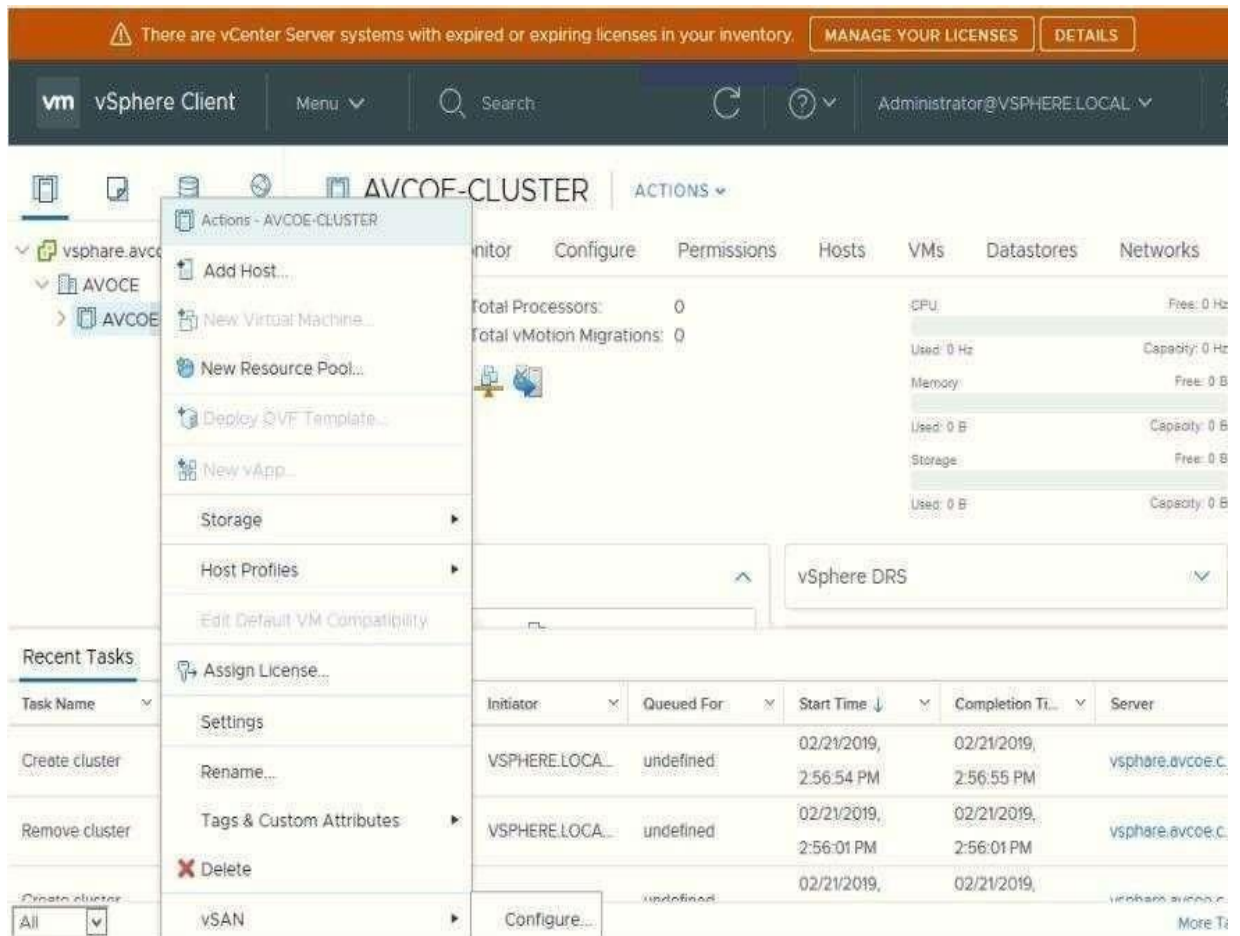 There are vCenter Server systems with expired or expiring licenses in your inventory. MANAGE YOUR LICENSES DETAILS
vm vSphere Client Menu Search Administrator@VSPHERE.LOCAL
AVCOE-CLUSTER ACTIONS
Actions - AVCOE-CLUSTER
vsphare.avco
nitor Configure Permissions Hosts VMs Datastores Networks
AVOCE
AVCOE
Add Host...
New Virtual Machine...
New Resource Pool...
Deploy OVF Template...
New vApp...
Storage
Host Profiles
Edit Default VM Compatibility
Assign License...
Settings
Rename...
Tags & Custom Attributes
Delete
vSAN
Configure...
Total Processors: 0
Total vMotion Migrations: 0
CPU Free: 0 Hz
Used: 0 Hz Capacity: 0 Hz
Memory Free: 0 B
Used: 0 B Capacity: 0 B
Storage Free: 0 B
Used: 0 B Capacity: 0 B
vSphere DRS
Recent Tasks
Task Name Initiator Queued For Start Time ↓ Completion Ti... Server
Create cluster VSPHERE.LOCA... undefined 02/21/2019, 2:56:54 PM 02/21/2019, 2:56:55 PM vsphare.avcoe.c
Remove cluster VSPHERE.LOCA... undefined 02/21/2019, 2:56:01 PM 02/21/2019, 2:56:01 PM vsphare.avcoe.c
Create cluster undefined 02/21/2019, 02/21/2019, vsphare.avcoe.c
All More Ta